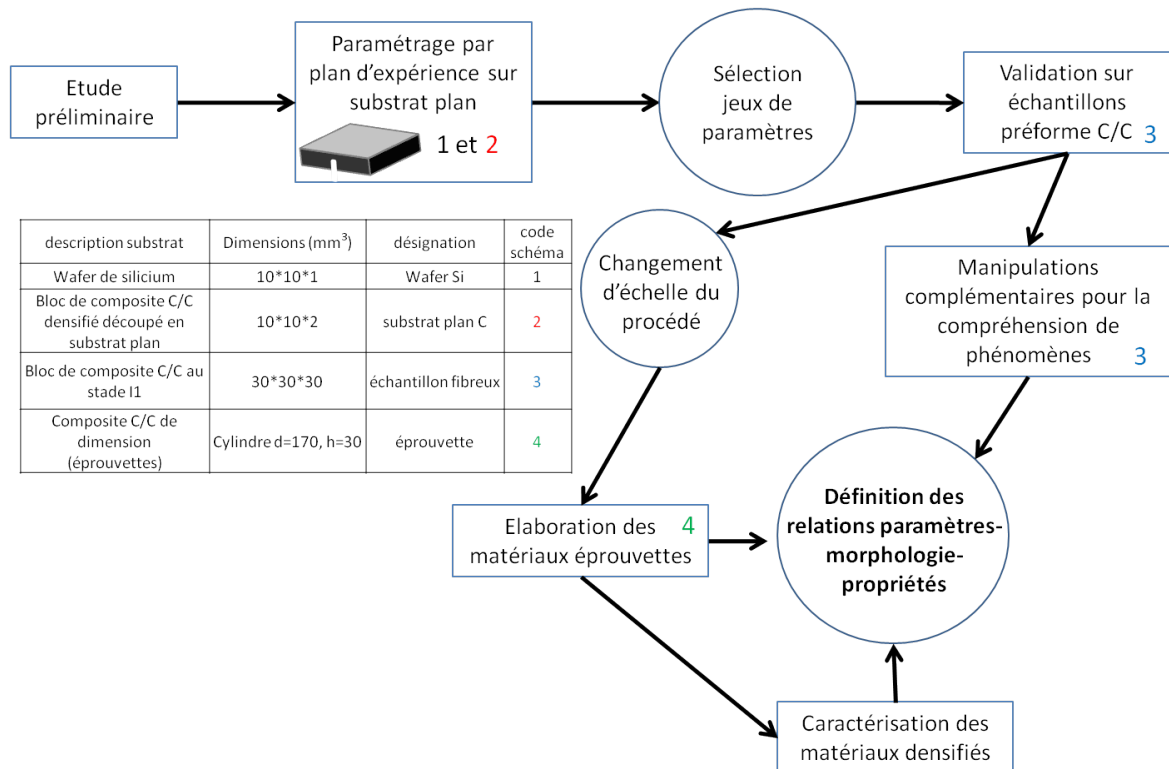 Etude
préliminaire
Paramétrage par
plan d'expérience sur
substrat plan
1 et 2
Sélection
jeux de
paramètres
Validation sur
échantillons
préforme C/C 3
description substrat Dimensions (mm³) désignation code schéma
Wafer de silicium 10*10*1 Wafer Si 1
Bloc de composite C/C
densifié découpé en
substrat plan
10*10*2 substrat plan C 2
Bloc de composite C/C au
stade I1
30*30*30 échantillon fibreux 3
Composite C/C de
dimension
(éprouvettes)
Cylindre d=170, h=30 éprouvette 4
Changement
d'échelle du
procédé
Manipulations
complémentaires pour la
compréhension de
phénomènes 3
Elaboration des 4
matériaux éprouvettes
Définition des
relations paramètres-
morphologie-
propriétés
Caractérisation des
matériaux densifiés